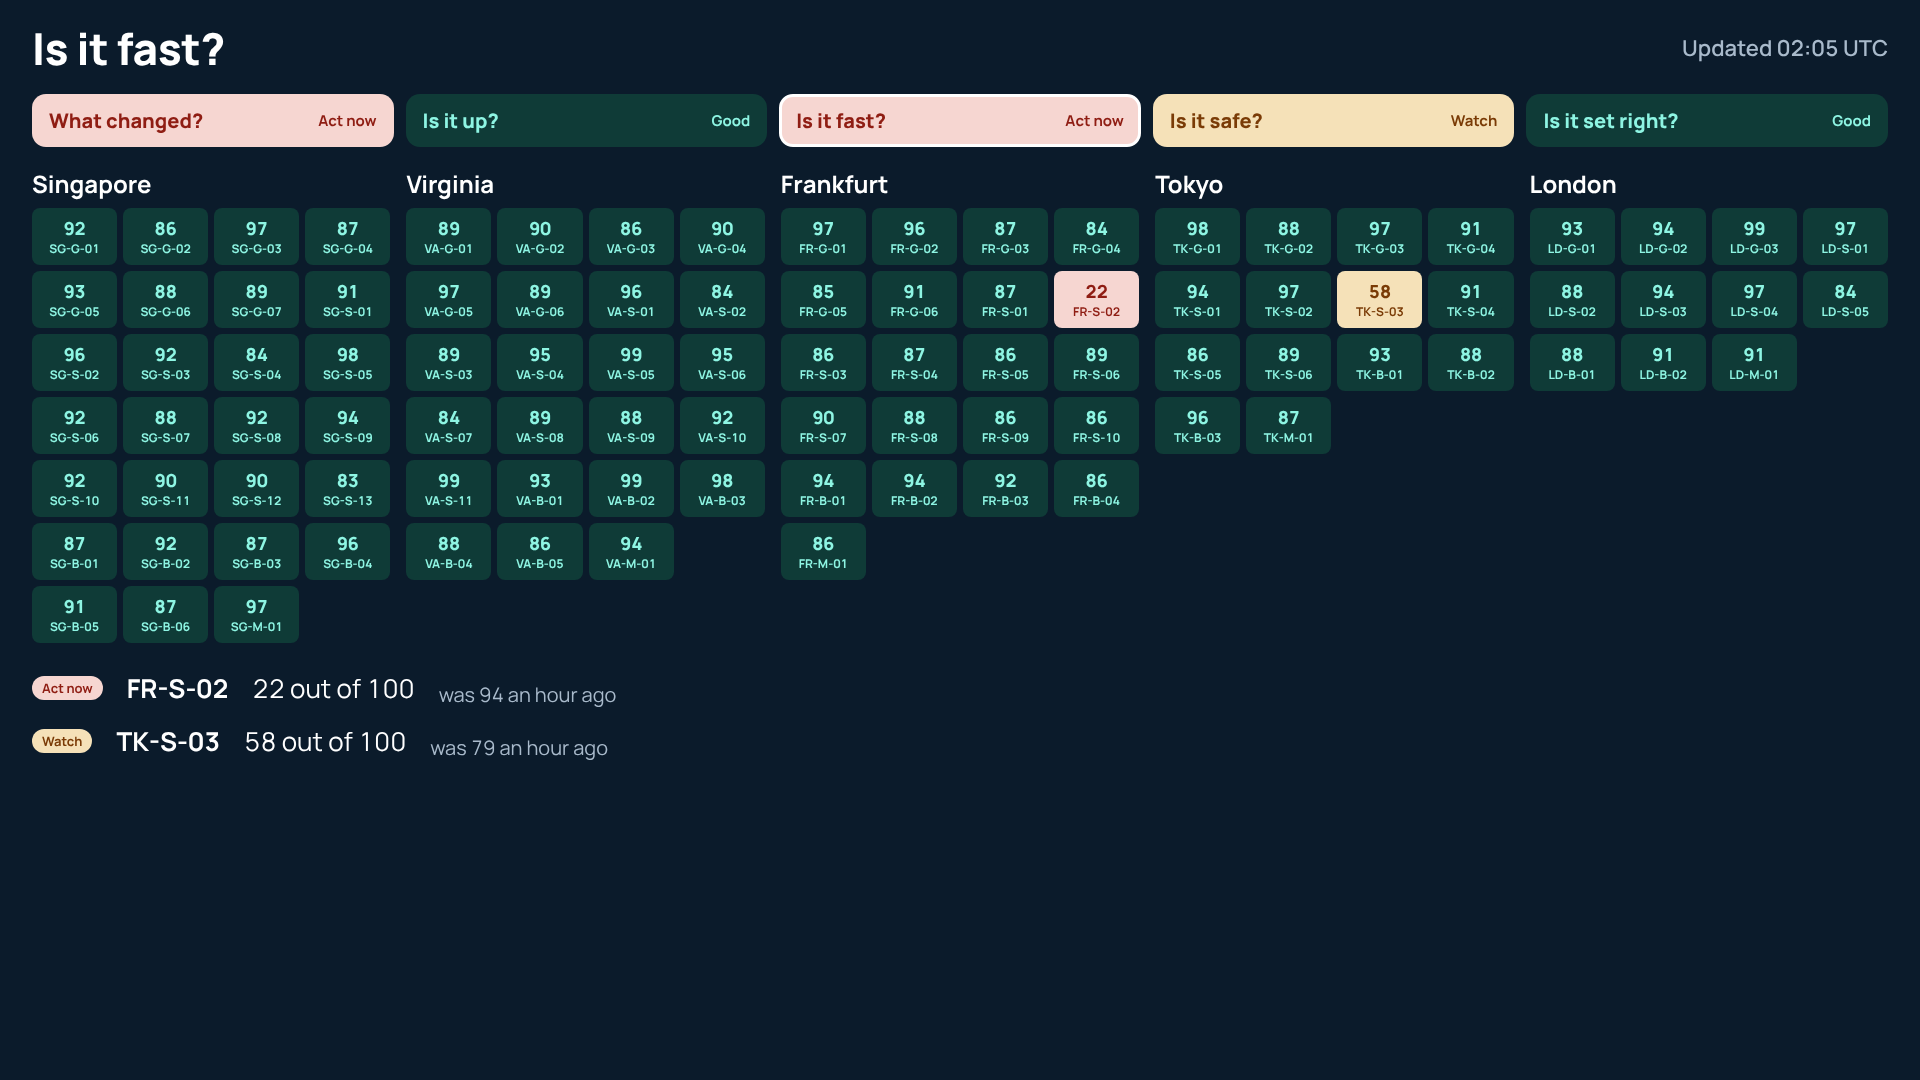 Is it fast?
Updated 02:05 UTC
What changed? Act now
Is it up? Good
Is it fast? Act now
Is it safe? Watch
Is it set right? Good
Singapore
92 86 97 87
SG-G-01 SG-G-02 SG-G-03 SG-G-04
93 88 89 91
SG-G-05 SG-G-06 SG-G-07 SG-S-01
96 92 84 98
SG-S-02 SG-S-03 SG-S-04 SG-S-05
92 88 92 94
SG-S-06 SG-S-07 SG-S-08 SG-S-09
92 90 90 83
SG-S-10 SG-S-11 SG-S-12 SG-S-13
87 92 87 96
SG-B-01 SG-B-02 SG-B-03 SG-B-04
91 87 97
SG-B-05 SG-B-06 SG-M-01
Virginia
89 90 86 90
VA-G-01 VA-G-02 VA-G-03 VA-G-04
97 89 96 84
VA-G-05 VA-G-06 VA-S-01 VA-S-02
89 95 99 95
VA-S-03 VA-S-04 VA-S-05 VA-S-06
84 89 88 92
VA-S-07 VA-S-08 VA-S-09 VA-S-10
99 93 99 98
VA-S-11 VA-B-01 VA-B-02 VA-B-03
88 86 94
VA-B-04 VA-B-05 VA-M-01
Frankfurt
97 96 87 84
FR-G-01 FR-G-02 FR-G-03 FR-G-04
85 91 87 22
FR-G-05 FR-G-06 FR-S-01 FR-S-02
86 87 86 89
FR-S-03 FR-S-04 FR-S-05 FR-S-06
90 88 86 86
FR-S-07 FR-S-08 FR-S-09 FR-S-10
94 94 92 86
FR-B-01 FR-B-02 FR-B-03 FR-B-04
86
FR-M-01
Tokyo
98 88 97 91
TK-G-01 TK-G-02 TK-G-03 TK-G-04
94 97 58 91
TK-S-01 TK-S-02 TK-S-03 TK-S-04
86 89 93 88
TK-S-05 TK-S-06 TK-B-01 TK-B-02
96 87
TK-B-03 TK-M-01
London
93 94 99 97
LD-G-01 LD-G-02 LD-G-03 LD-S-01
88 94 97 84
LD-S-02 LD-S-03 LD-S-04 LD-S-05
88 91 91
LD-B-01 LD-B-02 LD-M-01
Act now FR-S-02 22 out of 100 was 94 an hour ago
Watch TK-S-03 58 out of 100 was 79 an hour ago